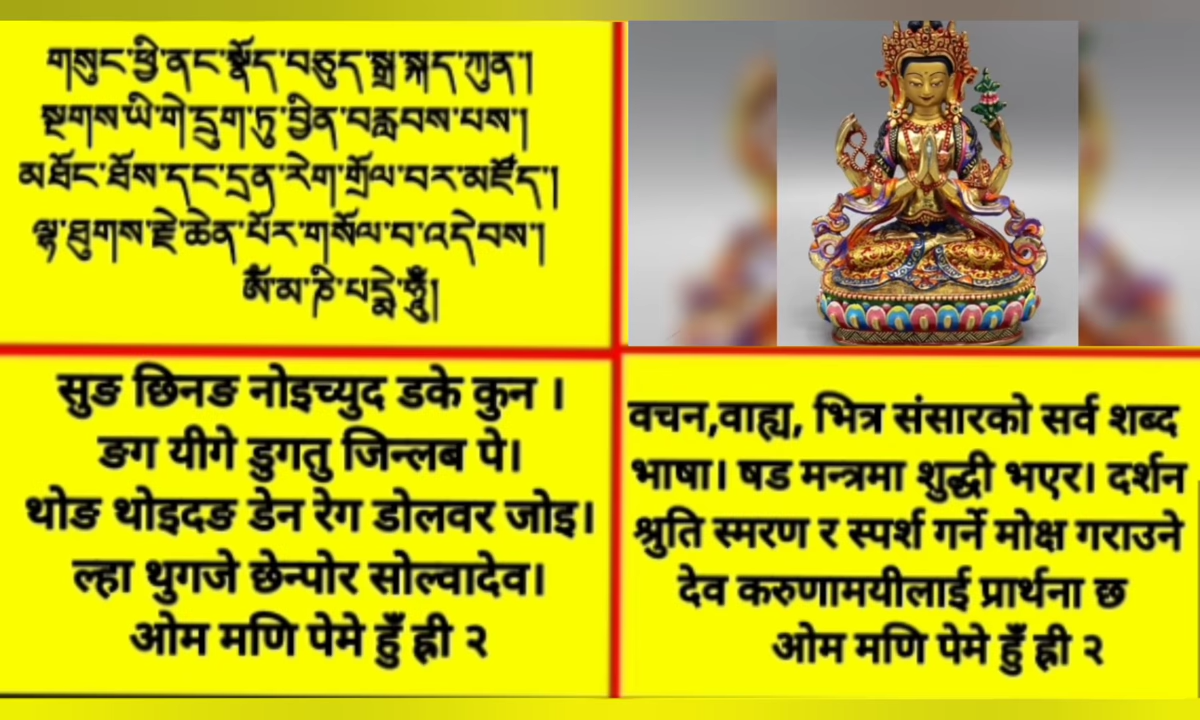 གསུང་ཕྱི་ནང་སྣོད་བཅུད་སྒྲ་སྐད་ཀུན་།
སྔགས་ཡི་གེ་དྲུག་ཏུ་བྱིན་བརླབས་པས་།
མཐོང་ཐོས་དང་དྲན་རེག་གྲོལ་བར་མཛོད་།
ལྷ་ཐུགས་རྗེ་ཆེན་པོར་གསོལ་བ་འདེབས་།
ཨོཾ་མ་ཎི་པདྨེ་ཧཱུྃ།
सुङ छिनङ नोइच्युद डके कुन ।
ङग यीगे डुगतु जिन्लब पे।
थोङ थोइदङ डेन रेग डोलवर जोइ।
ल्हा थुगजे छेन्पोर सोल्वादेव।
ओम मणि पेमे हुँ ह्री २
वचन,वाह्य, भित्र संसारको सर्व शब्द
भाषा। षड मन्त्रमा शुद्धी भएर। दर्शन
श्रुति स्मरण र स्पर्श गर्ने मोक्ष गराउने
देव करुणामयीलाई प्रार्थना छ
ओम मणि पेमे हुँ ह्री २